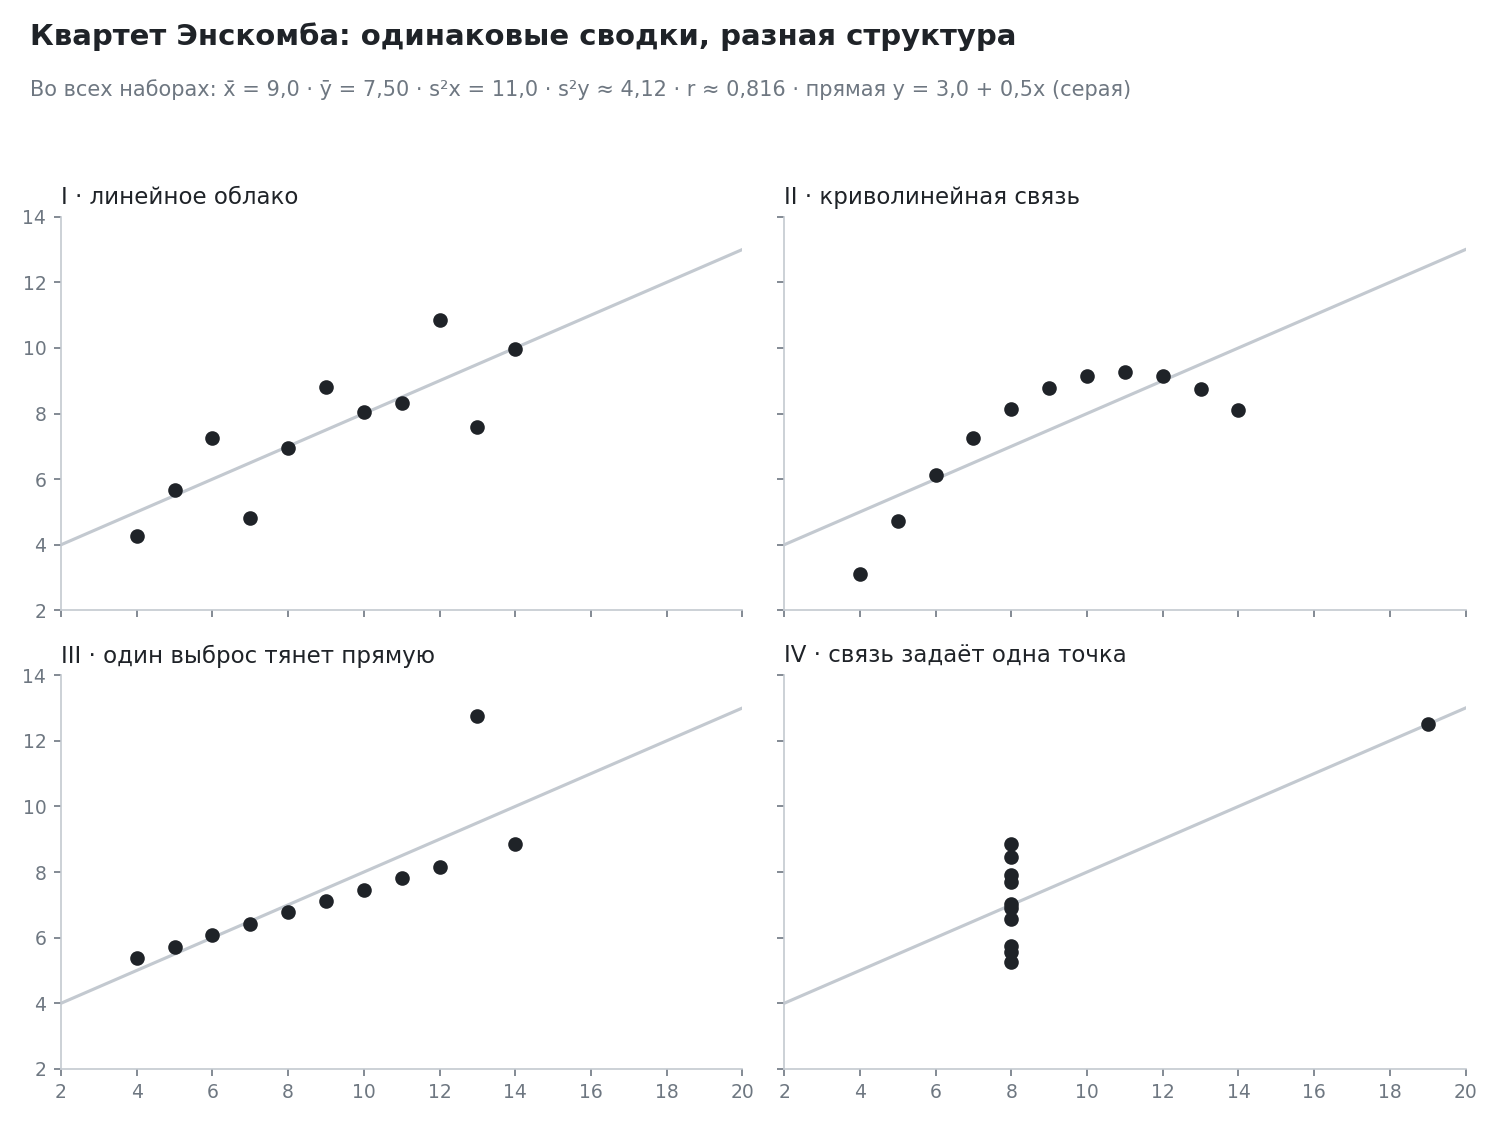 Квартет Энскомба: одинаковые сводки, разная структура
Во всех наборах: x̄ = 9,0 · ȳ = 7,50 · s²x = 11,0 · s²y ≈ 4,12 · r ≈ 0,816 · прямая y = 3,0 + 0,5x (серая)
I · линейное облако
14
12
10
8
6
4
2
II · криволинейная связь
III · один выброс тянет прямую
14
12
10
8
6
4
2
2 4 6 8 10 12 14 16 18 20
IV · связь задаёт одна точка
2 4 6 8 10 12 14 16 18 20